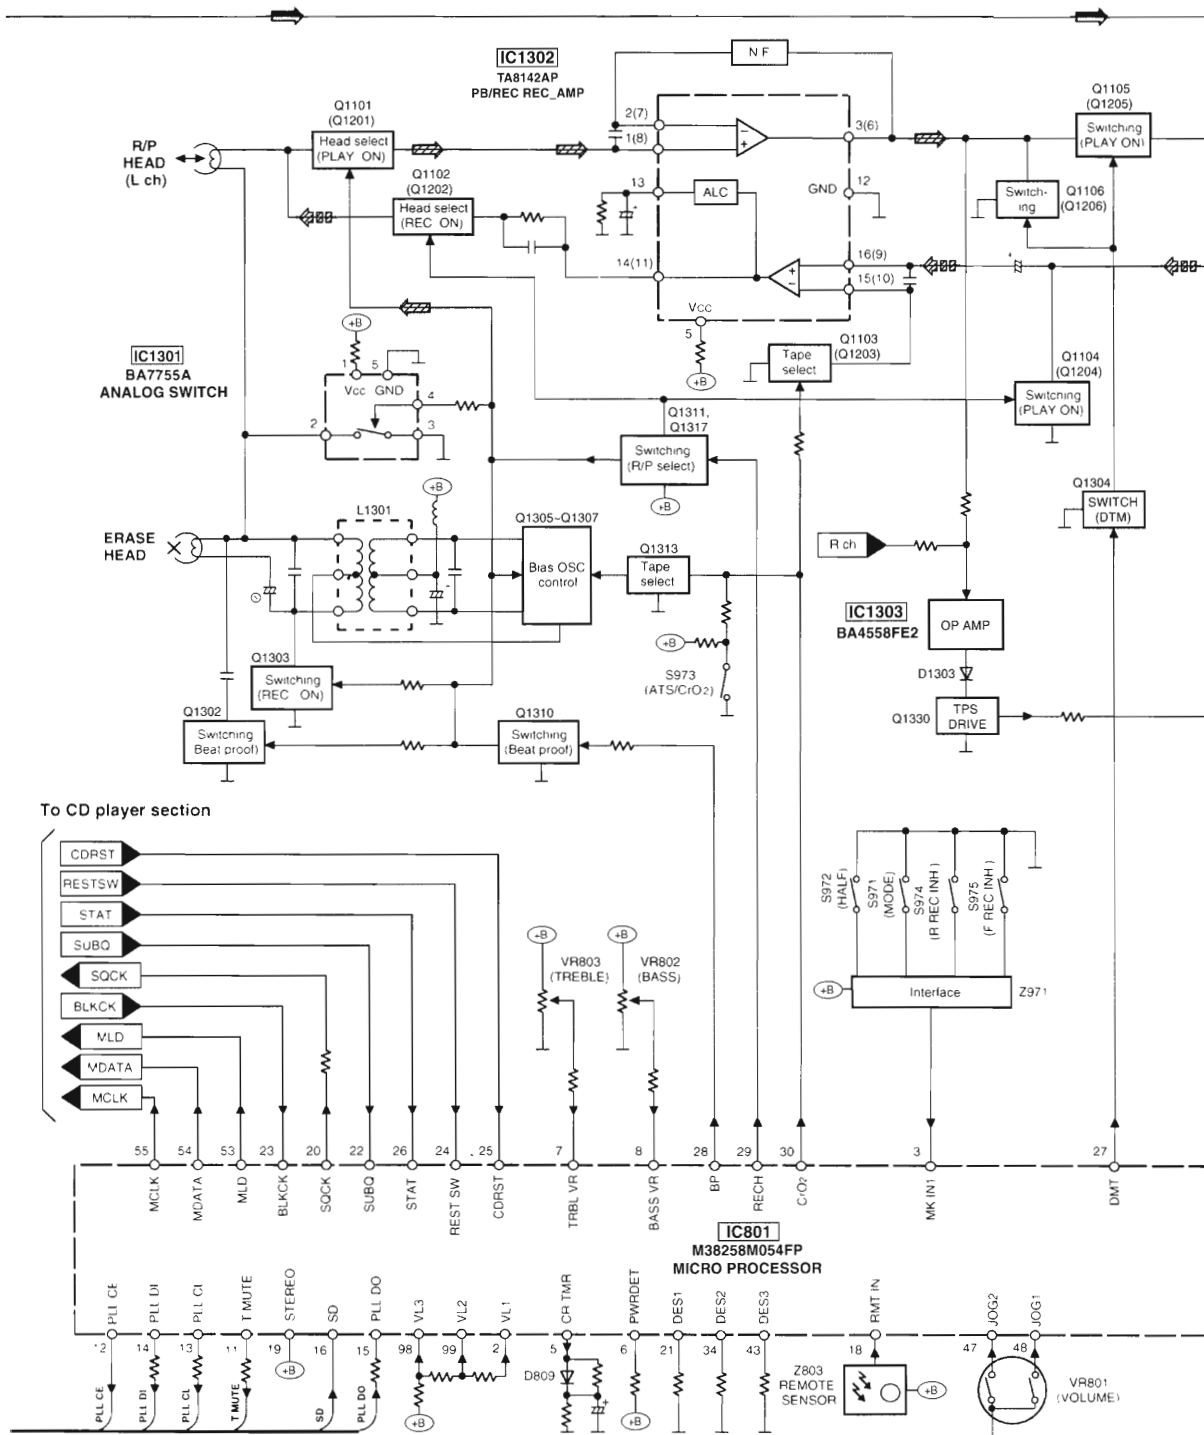 IC1302
TA8142AP
PB/REC REC_AMP
N F
Q1101
(Q1201)
Head select
(PLAY ON)
R/P
HEAD
(L ch)
2(7)
1(8)
3(6)
Q1105
(Q1205)
Switching
(PLAY ON)
Q1102
(Q1202)
Head select
(REC ON)
13
ALC
GND
12
Switch-
ing
Q1106
(Q1206)
14(11)
16(9)
15(10)
Vcc
5
+B
Q1103
(Q1203)
Tape
select
Q1104
(Q1204)
Switching
(PLAY ON)
IC1301
BA7755A
ANALOG SWITCH
+B
1
5
Vcc GND
4
2
3
Q1311,
Q1317
Switching
(R/P select)
+B
Q1304
SWITCH
(DTM)
+B
L1301
Q1305~Q1307
Bias OSC
control
ERASE
HEAD
Q1313
Tape
select
R ch
IC1303
BA4558FE2
OP AMP
+B
S973
(ATS/CrO2)
D1303
Q1330
TPS
DRIVE
Q1303
Switching
(REC ON)
Q1302
Switching
Beat proof)
Q1310
Switching
(Beat proof)
To CD player section
CDRST
RESTSW
STAT
SUBQ
SQCK
BLKCK
MLD
MDATA
MCLK
+B
VR803
(TREBLE)
+B
VR802
(BASS)
S972
(HALF)
S971
(MODE)
S974
(R REC INH)
S975
(F REC INH)
+B
Interface
Z971
55
54
53
23
20
22
26
24
25
7
8
28
29
30
3
27
MCLK
MDATA
MLD
BLKCK
SQCK
SUBQ
STAT
REST SW
CDRST
TRBL VR
BASS VR
BP
RECH
CrO2
MK IN1
DMT
IC801
M38258M054FP
MICRO PROCESSOR
PLL CE
PLL DI
PLL CL
T MUTE
STEREO
SD
PLL DO
VL3
VL2
VL1
CR TMR
PWRDET
DES1
DES2
DES3
RMT IN
JOG2
JOG1
12
14
13
11
19
16
15
98
99
2
5
6
21
34
43
18
47
48
PLL CE
PLL DI
PLL CL
T MUTE
+B
SD
PLL DO
+B
D809
+B
Z803
REMOTE
SENSOR
+B
VR801
(VOLUME)